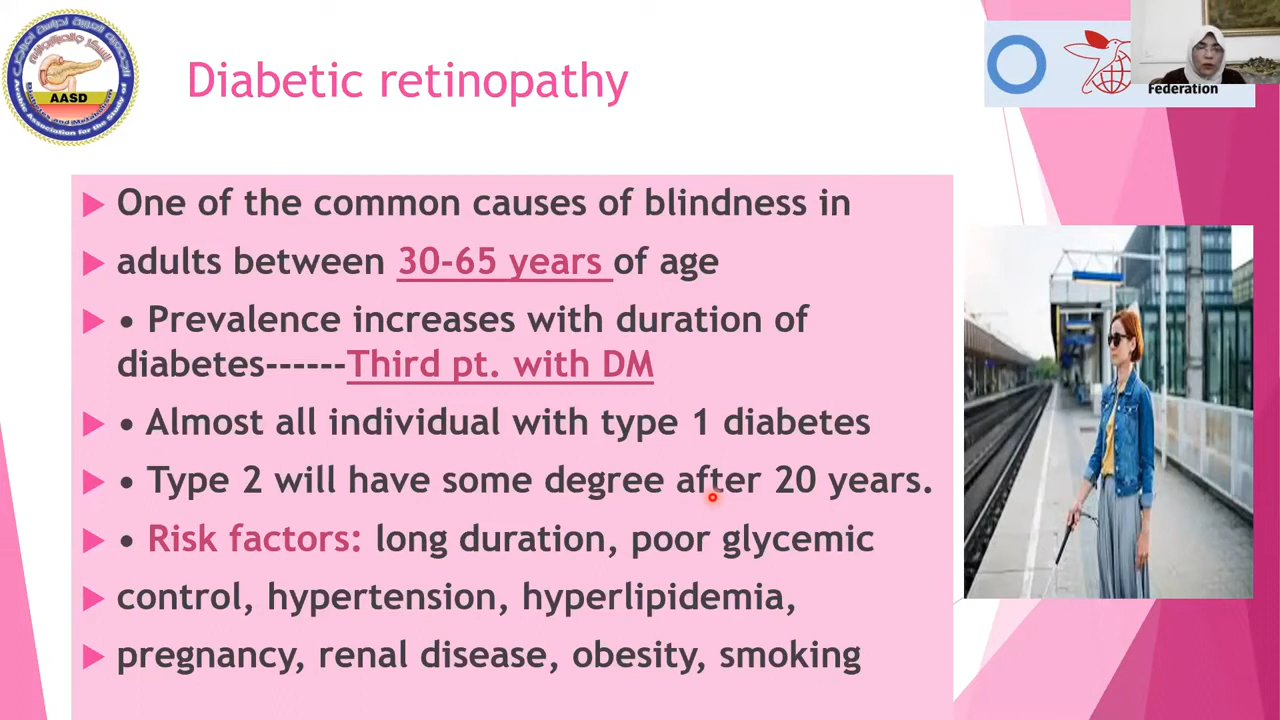 Diabetic retinopathy
AASD
Federation
One of the common causes of blindness in
adults between 30-65 years of age
• Prevalence increases with duration of
diabetes------Third pt. with DM
• Almost all individual with type 1 diabetes
• Type 2 will have some degree after 20 years.
• Risk factors: long duration, poor glycemic
control, hypertension, hyperlipidemia,
pregnancy, renal disease, obesity, smoking